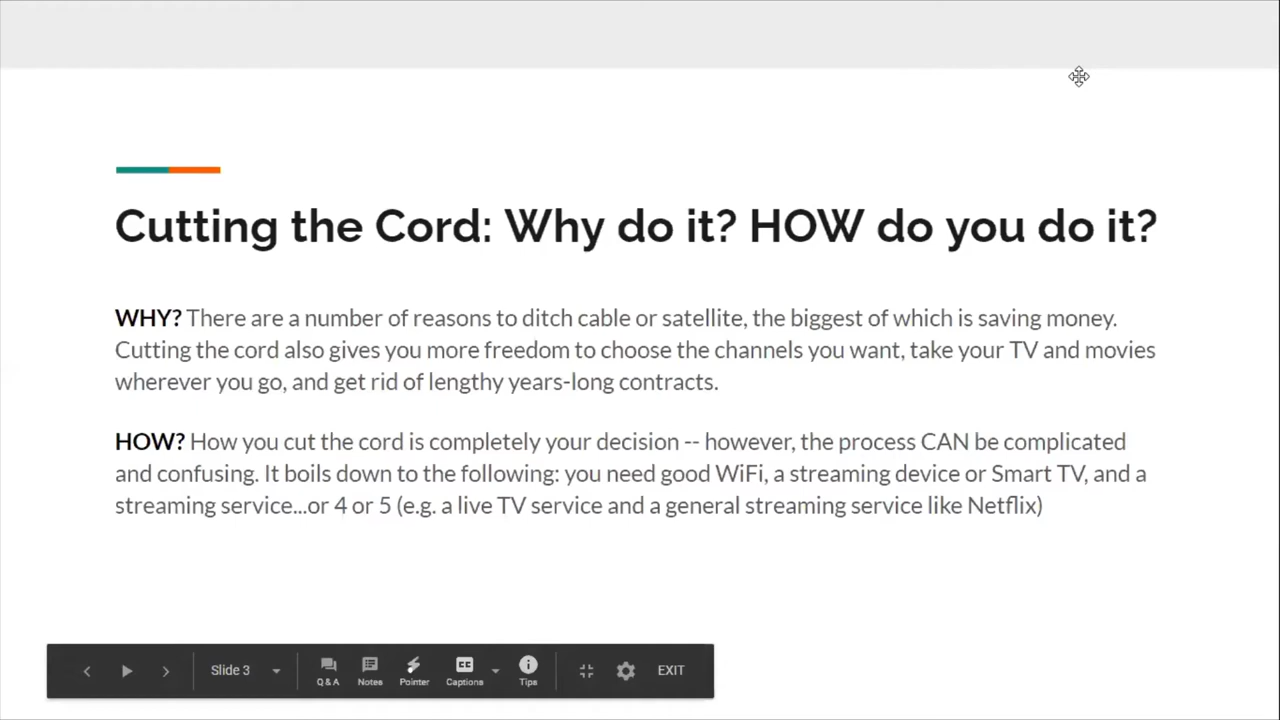 Cutting the Cord: Why do it? HOW do you do it?
WHY? There are a number of reasons to ditch cable or satellite, the biggest of which is saving money.
Cutting the cord also gives you more freedom to choose the channels you want, take your TV and movies
wherever you go, and get rid of lengthy years-long contracts.
HOW? How you cut the cord is completely your decision -- however, the process CAN be complicated
and confusing. It boils down to the following: you need good WiFi, a streaming device or Smart TV, and a
streaming service...or 4 or 5 (e.g. a live TV service and a general streaming service like Netflix)
Slide 3 Q & A Notes Pointer CC Captions Tips EXIT